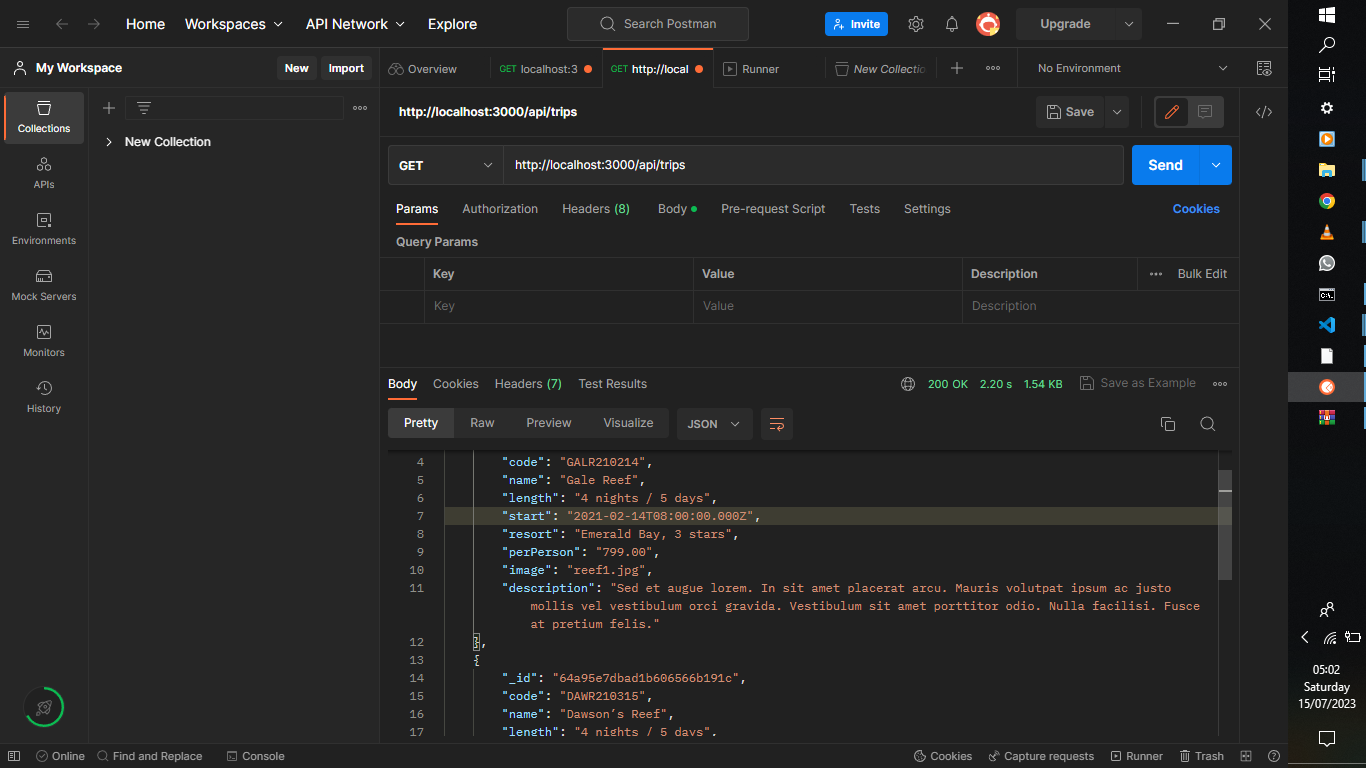 Home Workspaces API Network Explore Search Postman Invite Upgrade
My Workspace New Import Overview GET localhost:3 GET http://local Runner New Collectio No Environment
Collections
APIs
Environments
Mock Servers
Monitors
History
New Collection
http://localhost:3000/api/trips Save
GET http://localhost:3000/api/trips Send
Params Authorization Headers (8) Body Pre-request Script Tests Settings Cookies
Query Params
Key Value Description Bulk Edit
Key Value Description
Body Cookies Headers (7) Test Results 200 OK 2.20 s 1.54 KB Save as Example
Pretty Raw Preview Visualize JSON
4 "code": "GALR210214",
5 "name": "Gale Reef",
6 "length": "4 nights / 5 days",
7 "start": "2021-02-14T08:00:00.000Z",
8 "resort": "Emerald Bay, 3 stars",
9 "perPerson": "799.00",
10 "image": "reef1.jpg",
11 "description": "Sed et augue lorem. In sit amet placerat arcu. Mauris volutpat ipsum ac justo
mollis vel vestibulum orci gravida. Vestibulum sit amet porttitor odio. Nulla facilisi. Fusce
at pretium felis."
12 },
13 {
14 "_id": "64a95e7dbad1b606566b191c",
15 "code": "DAWR210315",
16 "name": "Dawson’s Reef",
17 "length": "4 nights / 5 days",
Online Find and Replace Console Cookies Capture requests Runner Trash
05:02
Saturday
15/07/2023